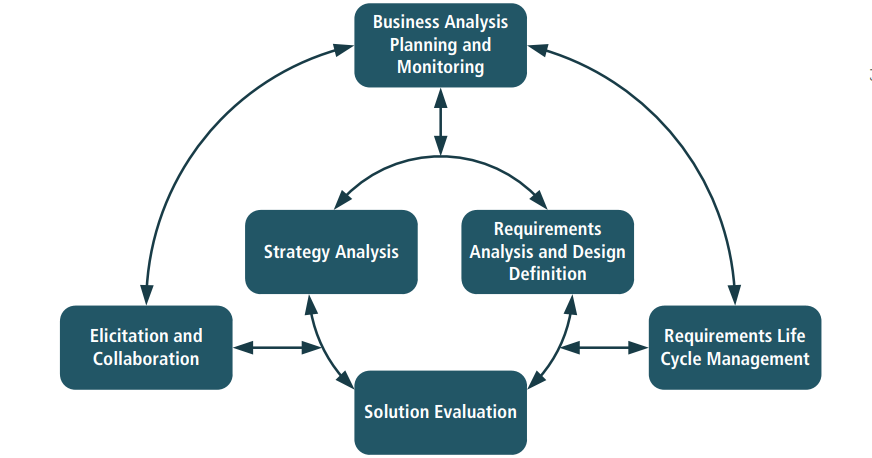 Business Analysis
Planning and
Monitoring
Strategy Analysis
Requirements
Analysis and Design
Definition
Elicitation and
Collaboration
Requirements Life
Cycle Management
Solution Evaluation